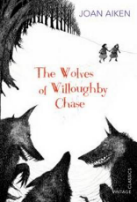 JOAN AIKEN
The Wolves
of Willoughby
Chase
VINTAGE
CLASSICS